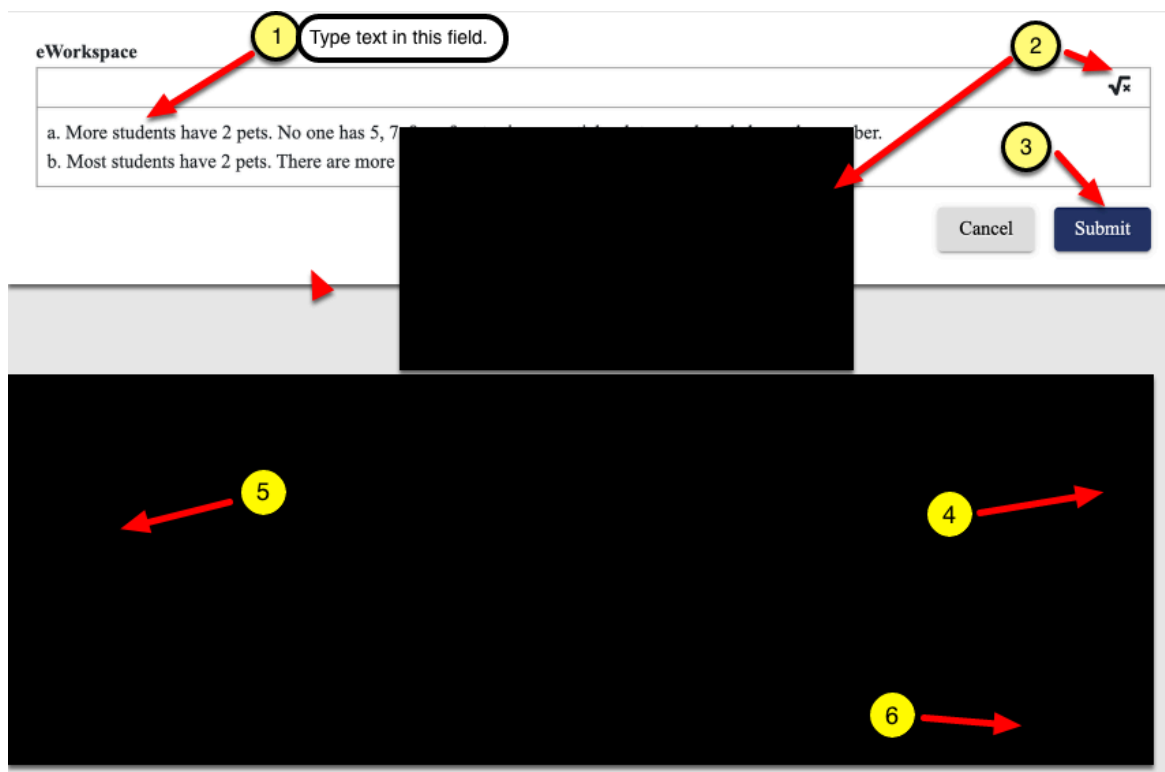 1 Type text in this field.
2
eWorkspace
a. More students have 2 pets. No one has 5, 7 ber.
b. Most students have 2 pets. There are more
3
Cancel Submit
5
4
6